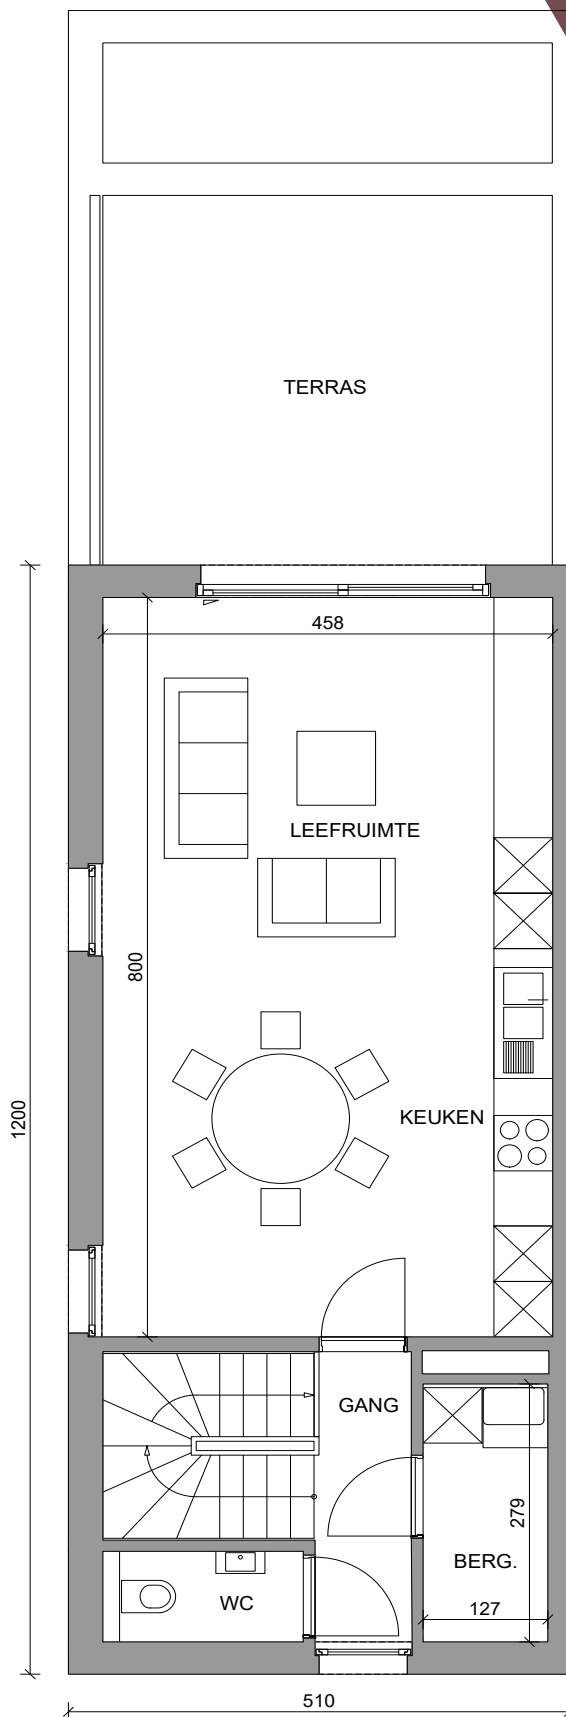 TERRAS
458
LEEFRUIMTE
800
1200
KEUKEN
GANG
279
BERG.
WC
127
510